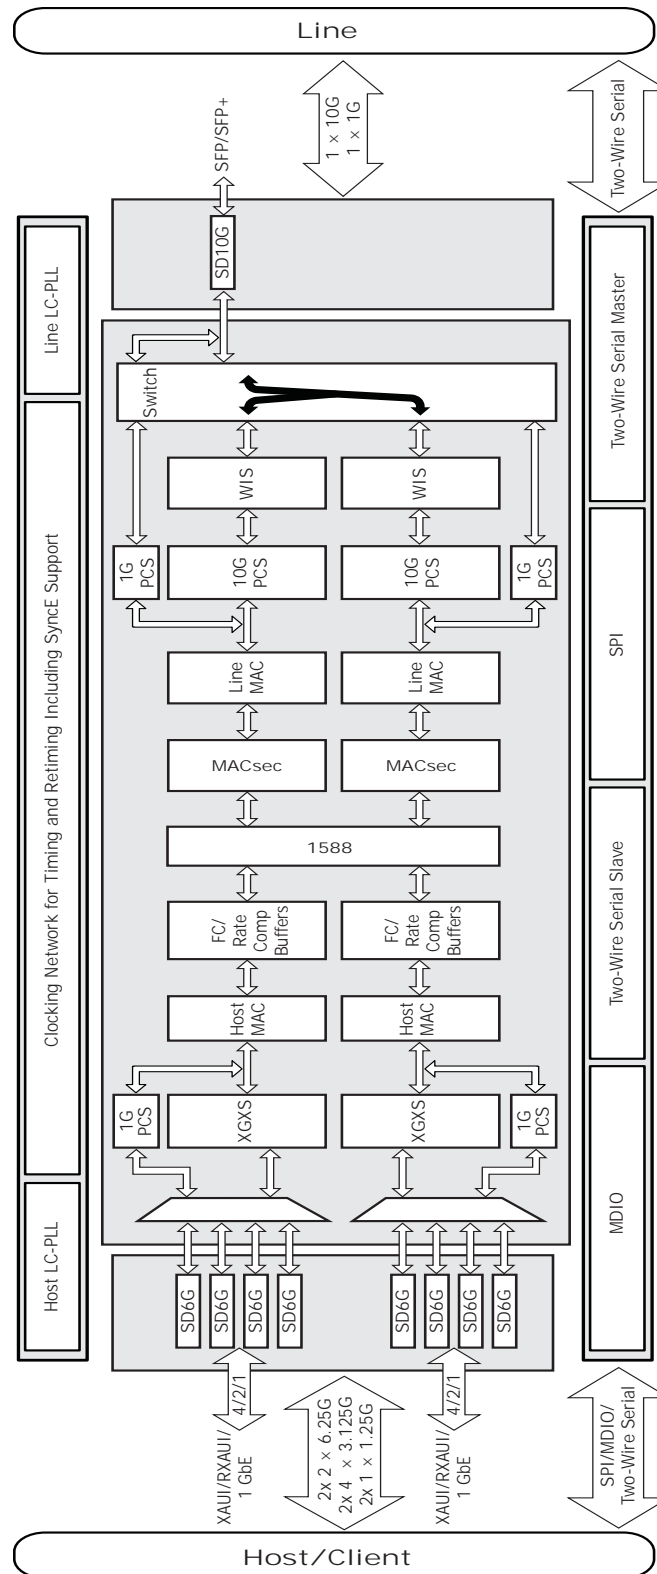 Line
1 × 10G
1 × 1G
Two-Wire Serial
SFP/SFP+
SD10G
Line LC-PLL
Clocking Network for Timing and Retiming Including SyncE Support
Host LC-PLL
Two-Wire Serial Master
SPI
Two-Wire Serial Slave
MDIO
Switch
WIS
WIS
1G
PCS
10G
PCS
10G
PCS
1G
PCS
Line
MAC
Line
MAC
MACsec
MACsec
1588
FC/
Rate
Comp
Buffers
FC/
Rate
Comp
Buffers
Host
MAC
Host
MAC
1G
PCS
XGXS
XGXS
1G
PCS
SD6G
SD6G
SD6G
SD6G
SD6G
SD6G
SD6G
SD6G
4/2/1
4/2/1
XAUI/RXAUI/
1 GbE
2x 2 × 6.25G
2x 4 × 3.125G
2x 1 × 1.25G
XAUI/RXAUI/
1 GbE
SPI/MDIO/
Two-Wire Serial
Host/Client